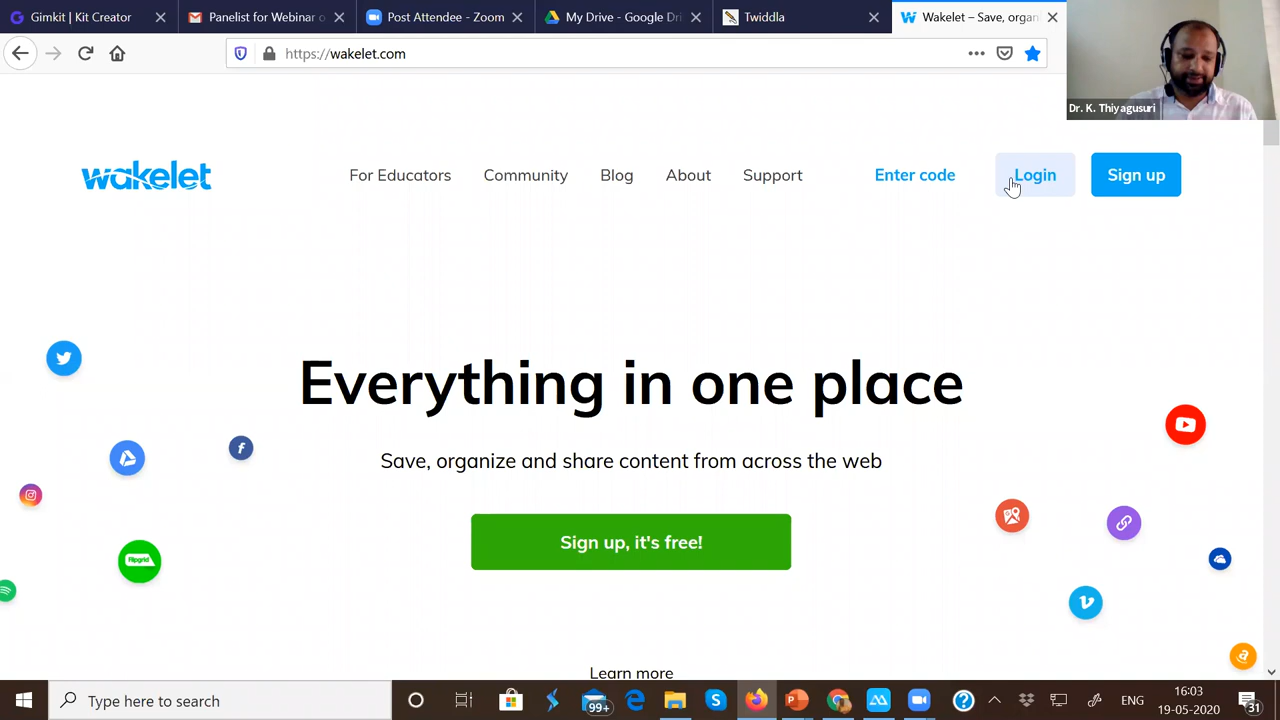 Gimkit | Kit Creator
Panelist for Webinar o
Post Attendee - Zoom
My Drive - Google Dri
Twiddla
Wakelet – Save, organ
https://wakelet.com
Dr. K. Thiyagusuri
wakelet
For Educators
Community
Blog
About
Support
Enter code
Login
Sign up
Everything in one place
Save, organize and share content from across the web
Flipgrid
Sign up, it's free!
Learn more
Type here to search
99+
ENG
16:03
19-05-2020
31